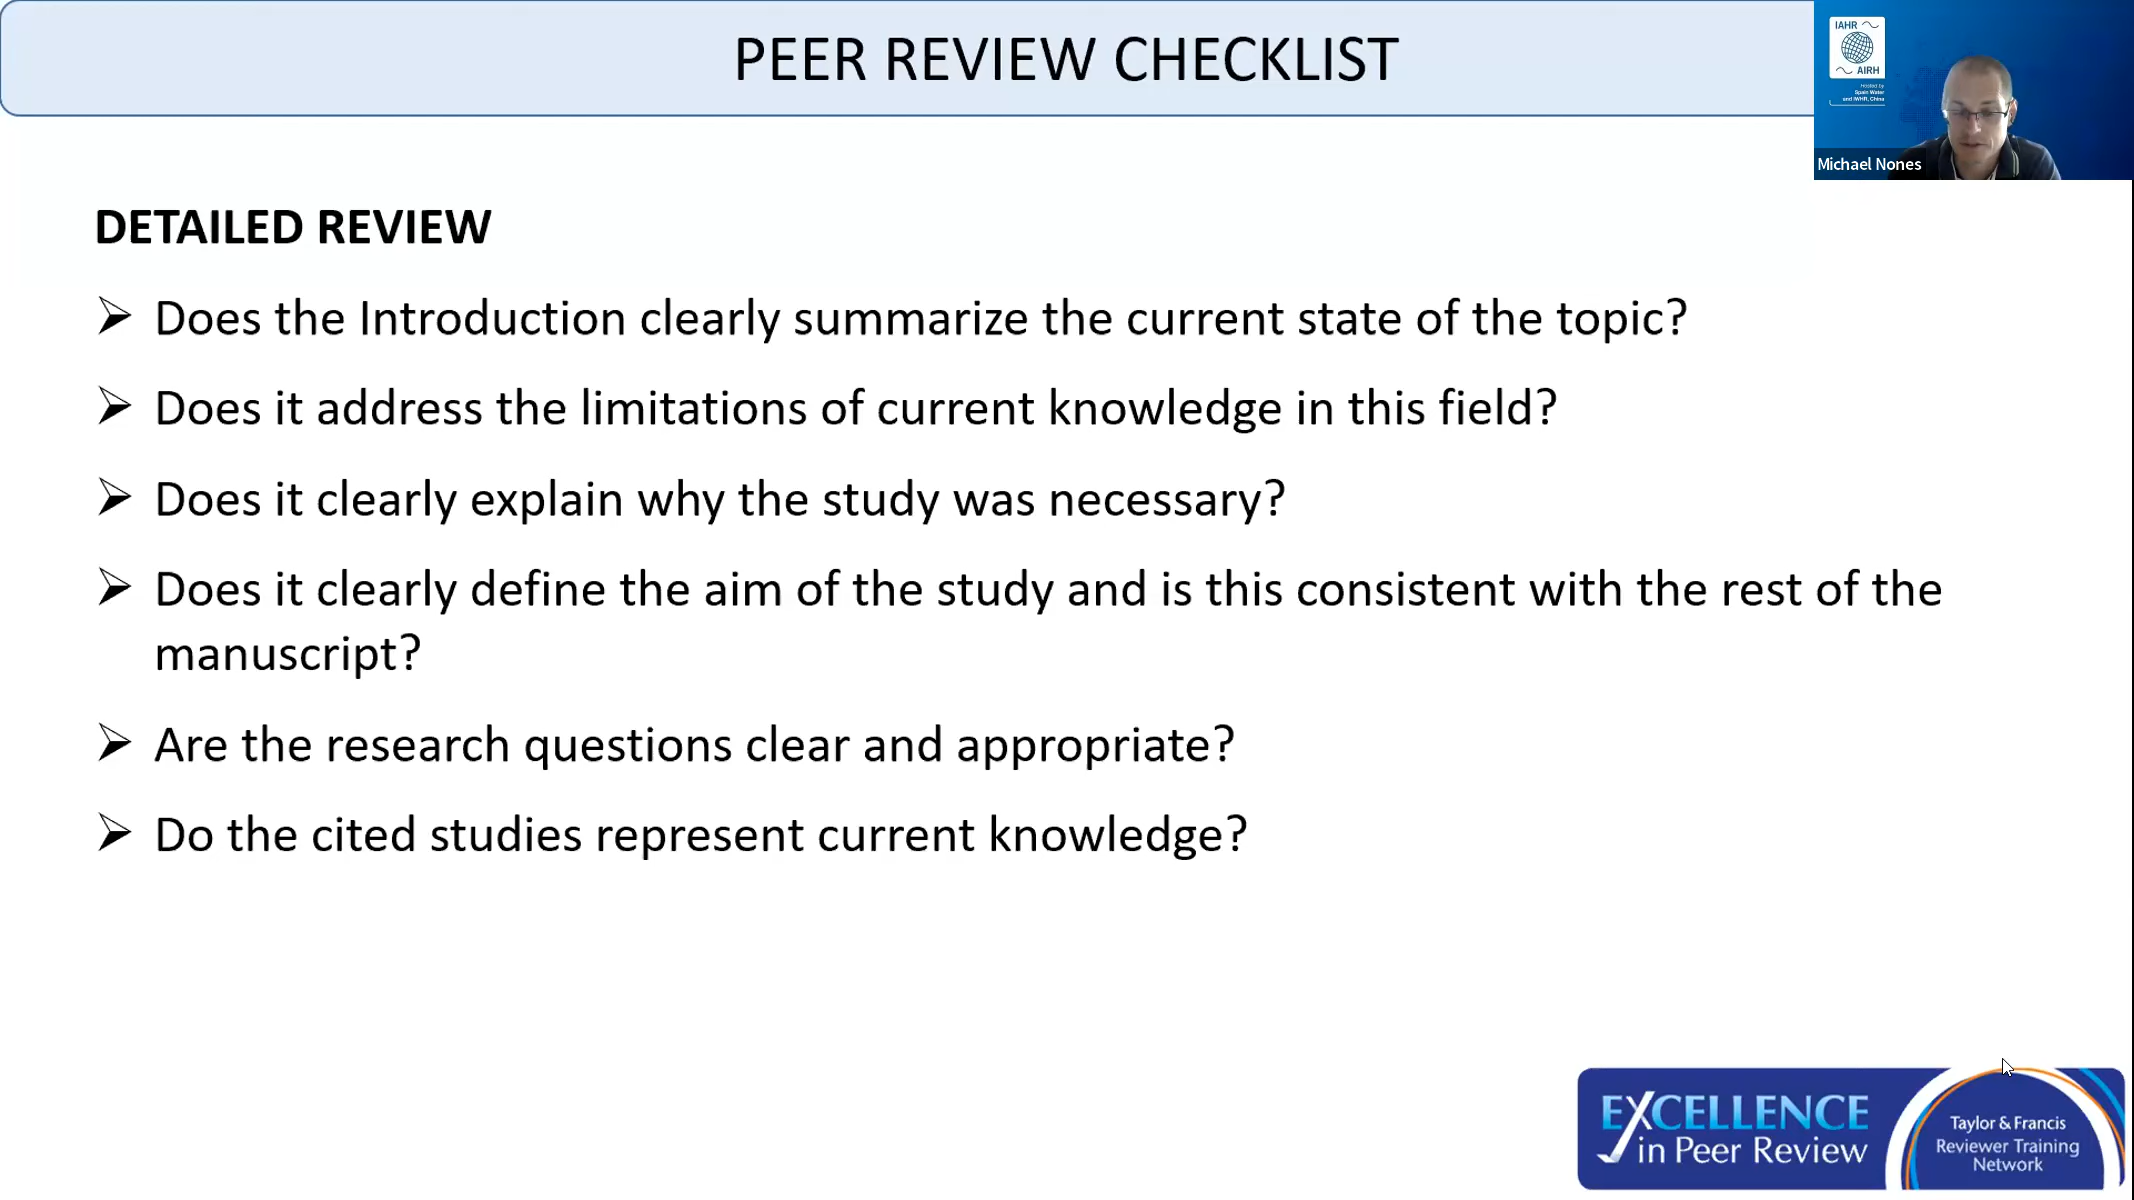 PEER REVIEW CHECKLIST
IAHR
AIRH
Hosted by
Spain Water
and IWHR, China
Michael Nones
DETAILED REVIEW
Does the Introduction clearly summarize the current state of the topic?
Does it address the limitations of current knowledge in this field?
Does it clearly explain why the study was necessary?
Does it clearly define the aim of the study and is this consistent with the rest of the
manuscript?
Are the research questions clear and appropriate?
Do the cited studies represent current knowledge?
EXCELLENCE
in Peer Review
Taylor & Francis
Reviewer Training
Network